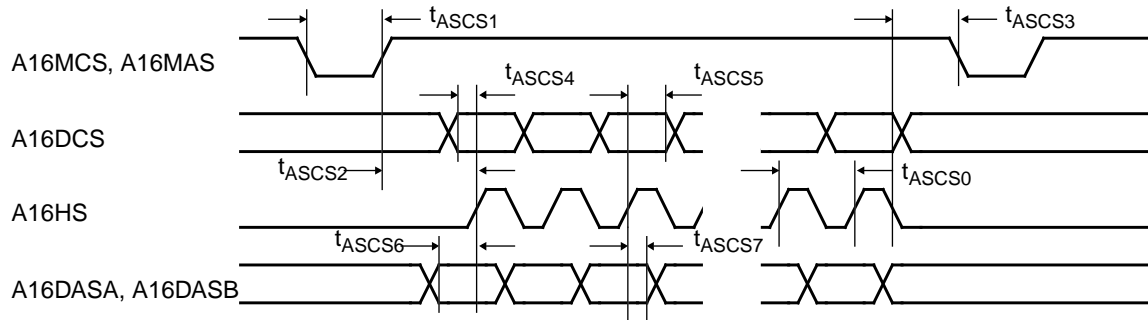 tASCS1
tASCS3
A16MCS, A16MAS
tASCS4
tASCS5
A16DCS
tASCS2
tASCS0
A16HS
tASCS6
tASCS7
A16DASA, A16DASB